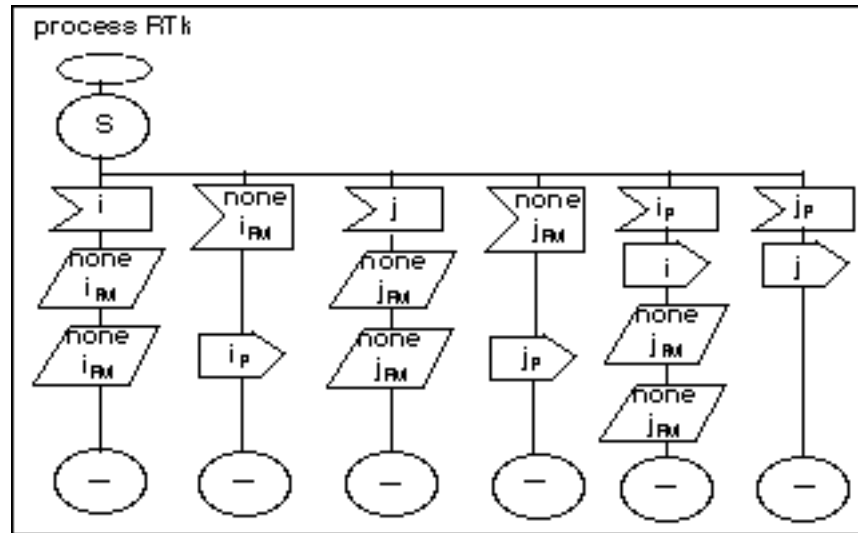 process RTk
S
i
none
iRM
j
none
jRM
iP
jP
none
iRM
none
jRM
i
j
none
iRM
none
jRM
none
jRM
iP
jP
none
jRM
–
–
–
–
–
–